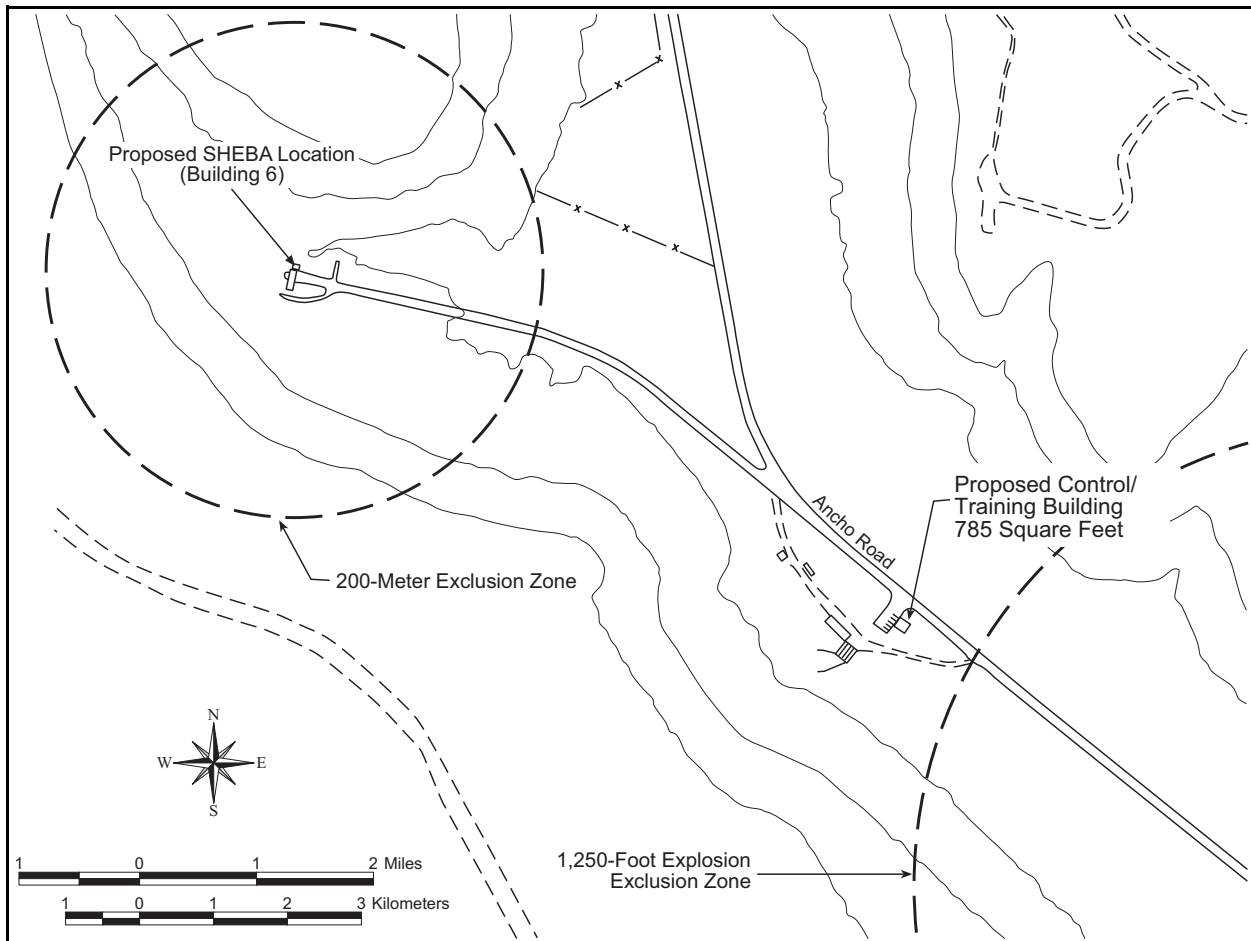 Proposed SHEBA Location
(Building 6)
Ancho Road
Proposed Control/
Training Building
785 Square Feet
200-Meter Exclusion Zone
N
W E
S
1,250-Foot Explosion
Exclusion Zone
1 0 1 2 Miles
1 0 1 2 3 Kilometers